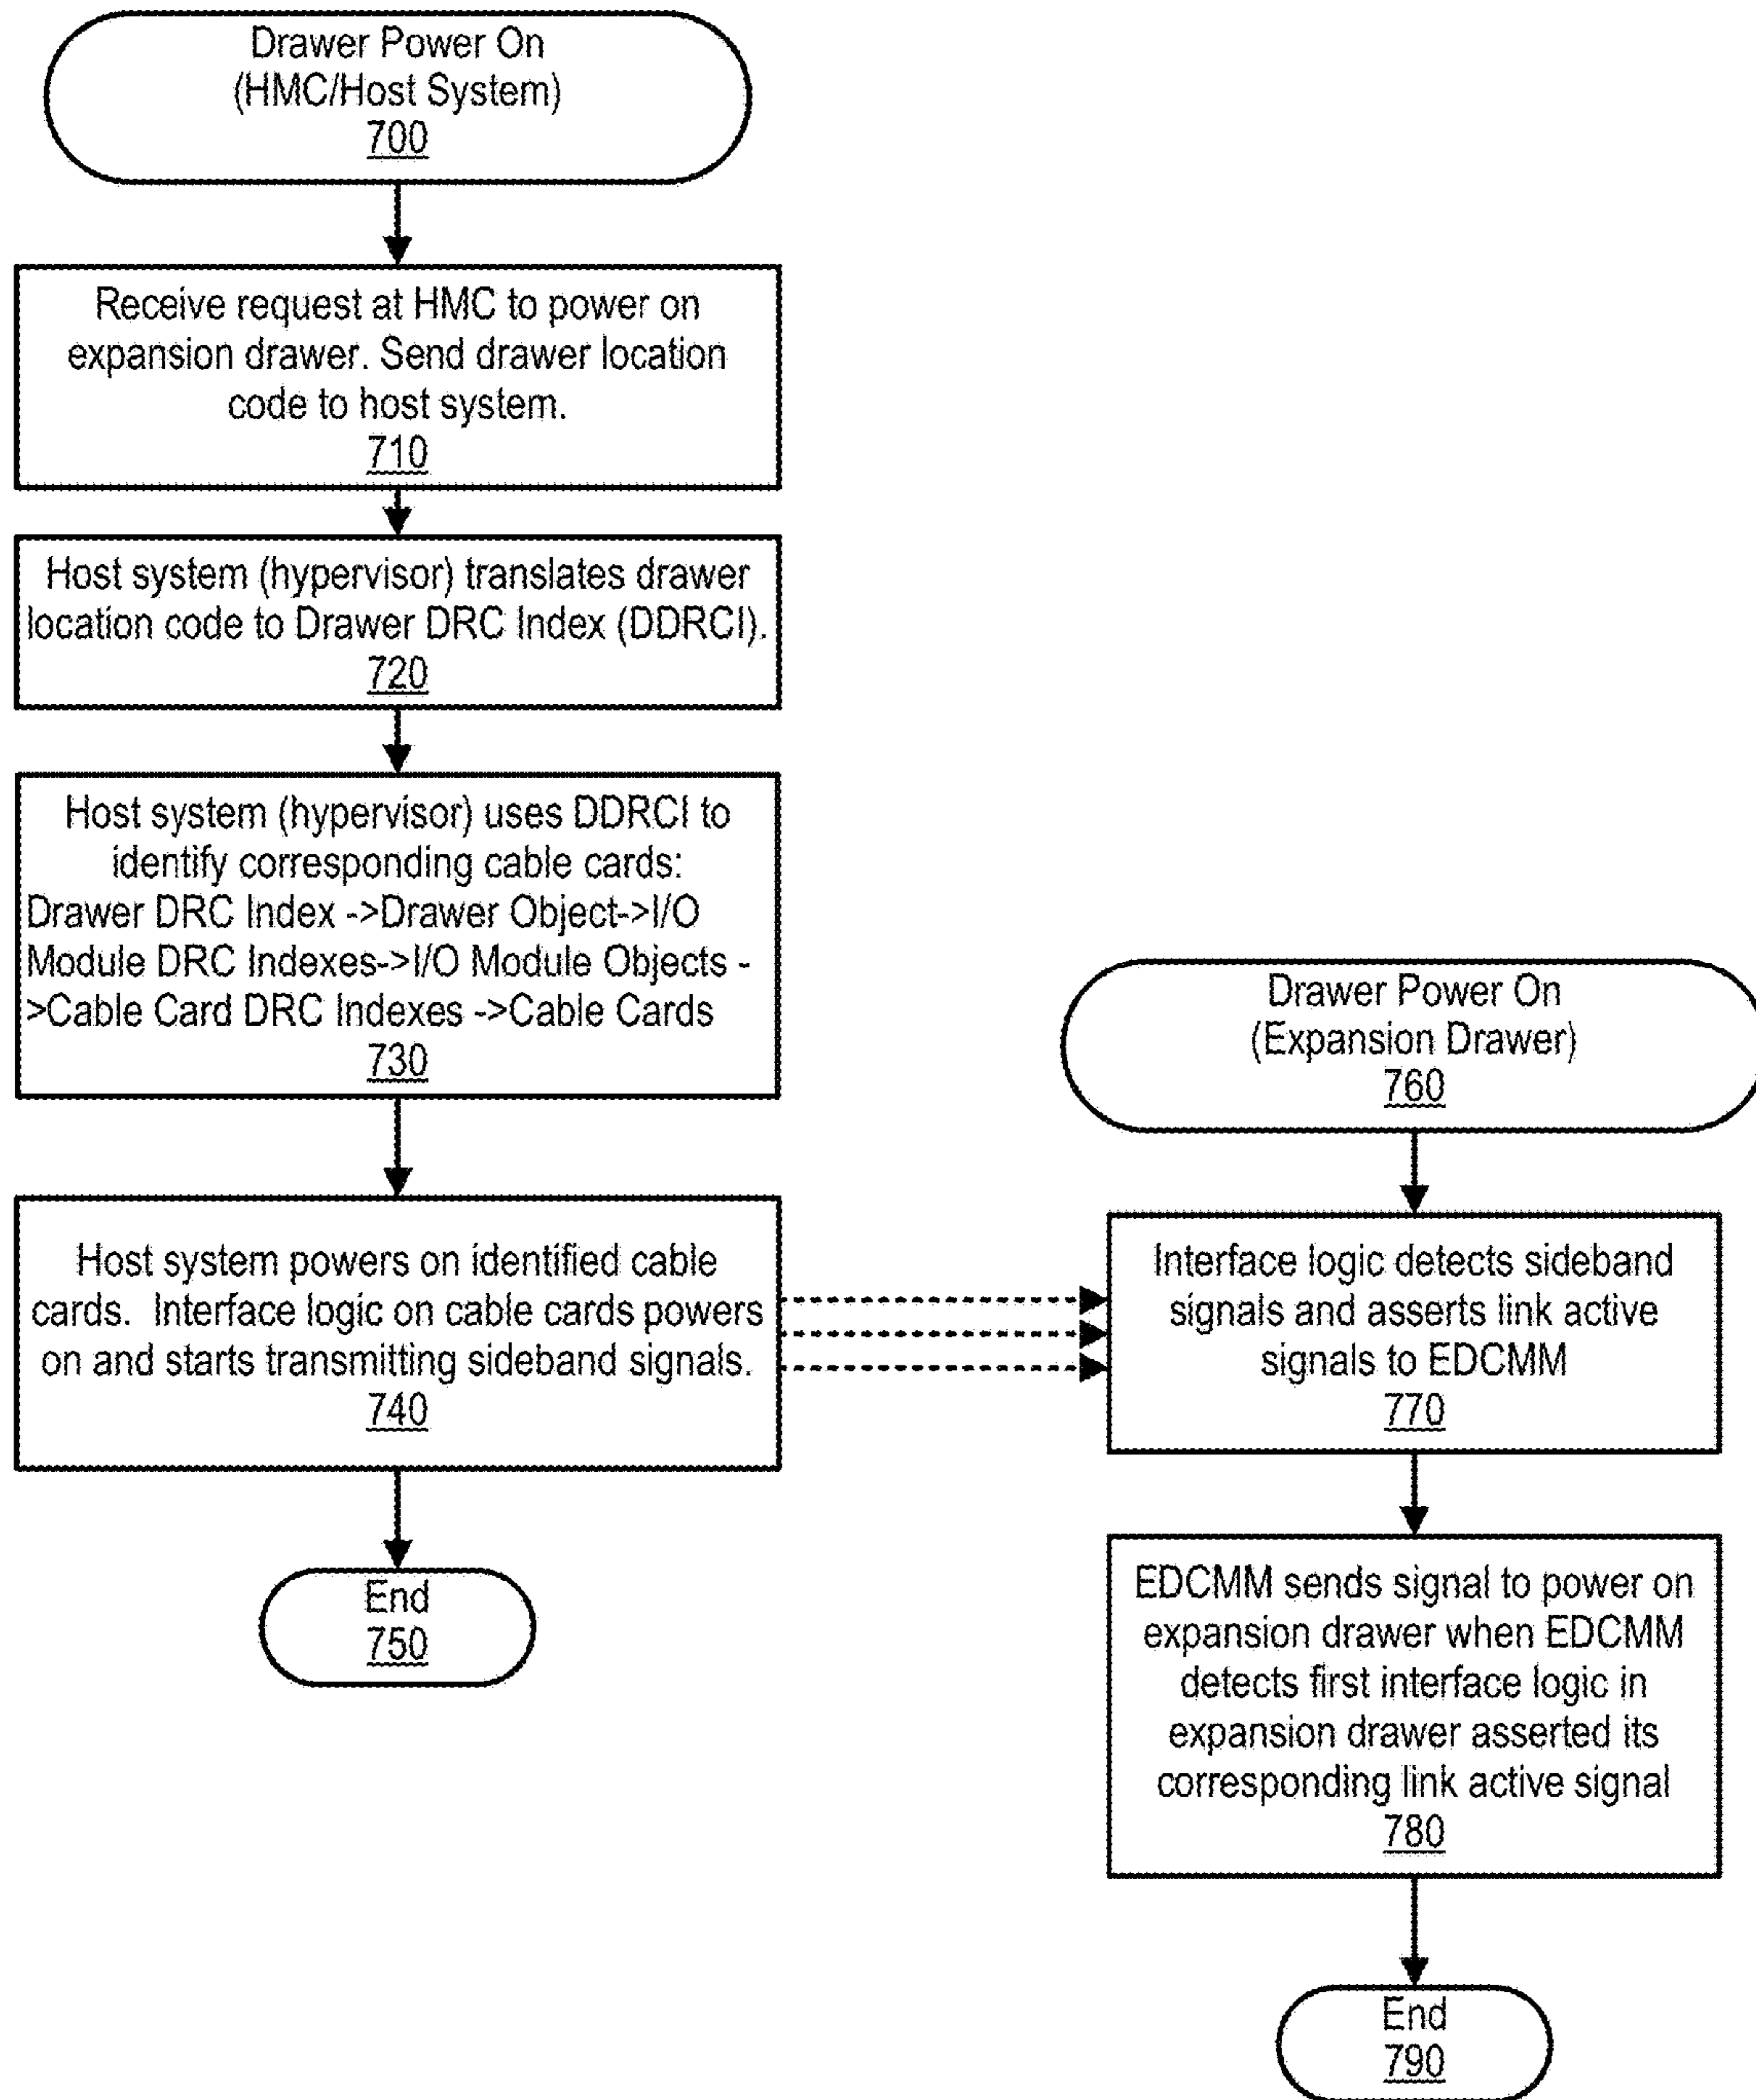 Drawer Power On
(HMC/Host System)
700
Receive request at HMC to power on
expansion drawer. Send drawer location
code to host system.
710
Host system (hypervisor) translates drawer
location code to Drawer DRC Index (DDRCI).
720
Host system (hypervisor) uses DDRCI to
identify corresponding cable cards:
Drawer DRC Index ->Drawer Object->I/O
Module DRC Indexes->I/O Module Objects -
>Cable Card DRC Indexes ->Cable Cards
730
Host system powers on identified cable
cards.  Interface logic on cable cards powers
on and starts transmitting sideband signals.
740
End
750
Drawer Power On
(Expansion Drawer)
760
Interface logic detects sideband
signals and asserts link active
signals to EDCMM
770
EDCMM sends signal to power on
expansion drawer when EDCMM
detects first interface logic in
expansion drawer asserted its
corresponding link active signal
780
End
790